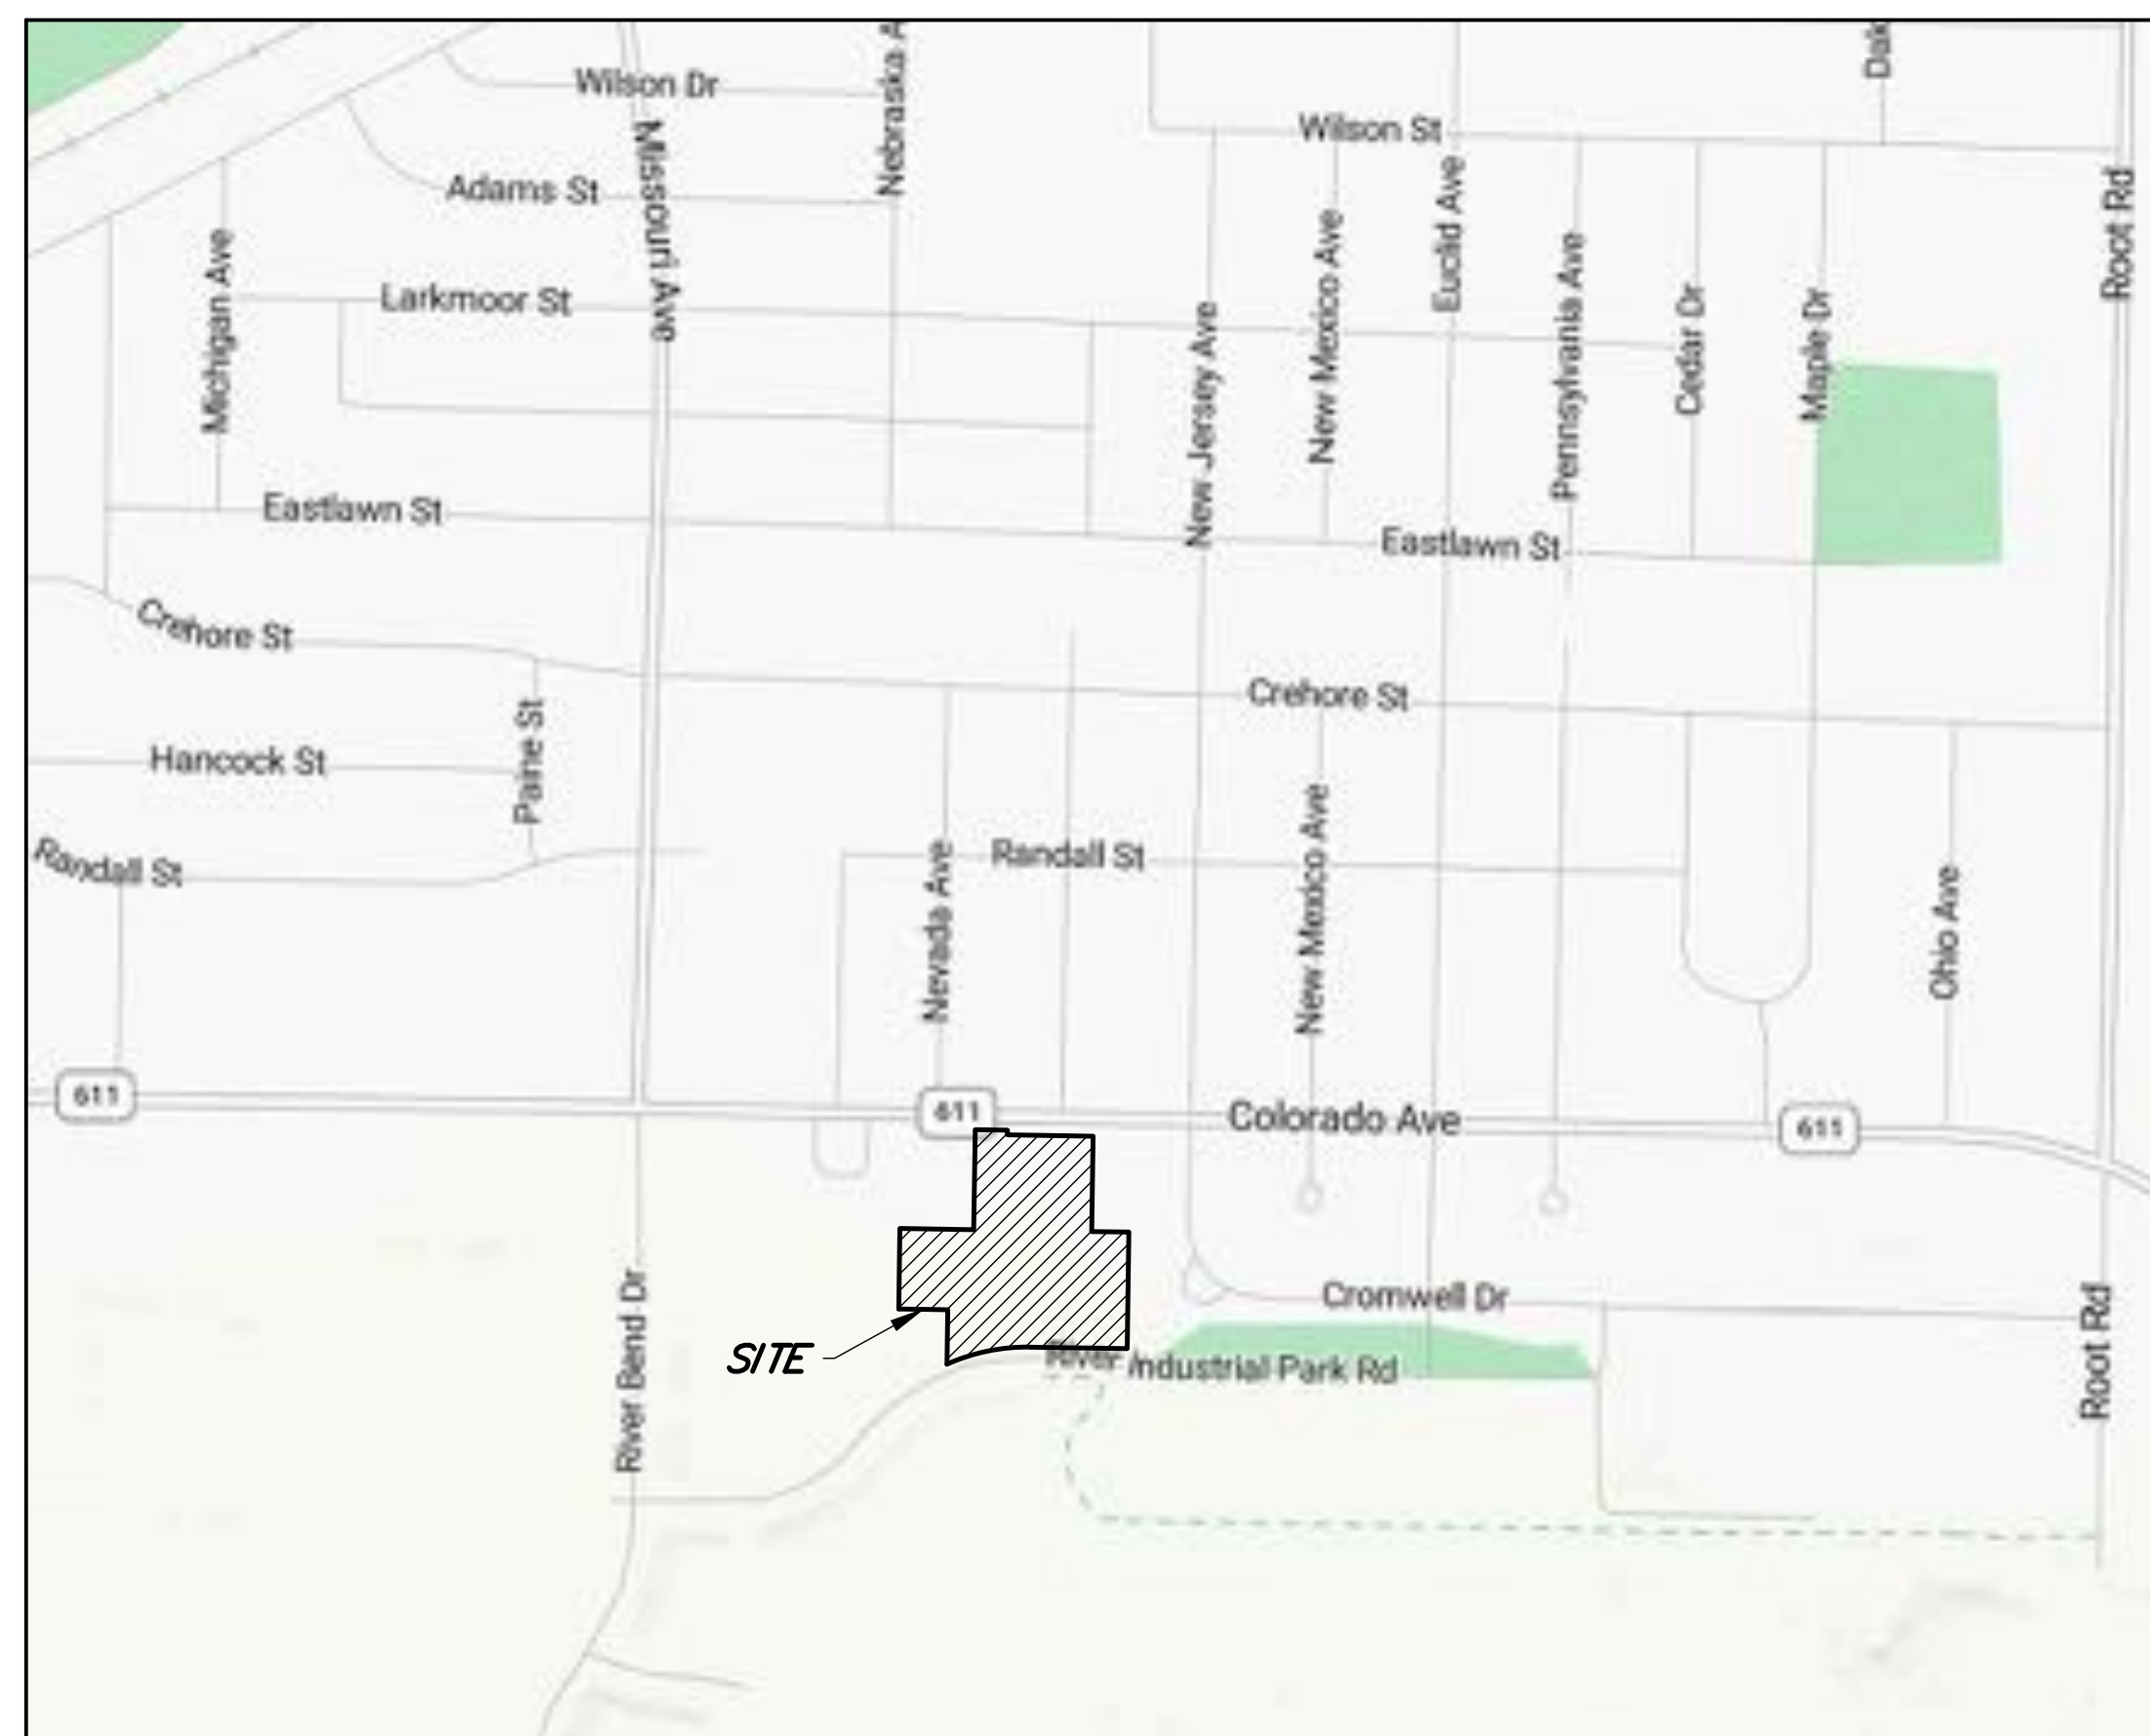 Wilson Dr
Nebraska A
Dak
Wilson St
Missouri Ave
Adams St
Euclid Ave
Root Rd
Michigan Ave
Larkmoor St
New Jersey Ave
New Mexico Ave
Pennsylvania Ave
Cedar Dr
Maple Dr
Eastlawn St
Eastlawn St
Crehore St
Crehore St
Paine St
Hancock St
Randall St
Randall St
Nevada Ave
New Mexico Ave
Ohio Ave
611
611
Colorado Ave
611
River Bend Dr
Cromwell Dr
Root Rd
SITE
River Industrial Park Rd